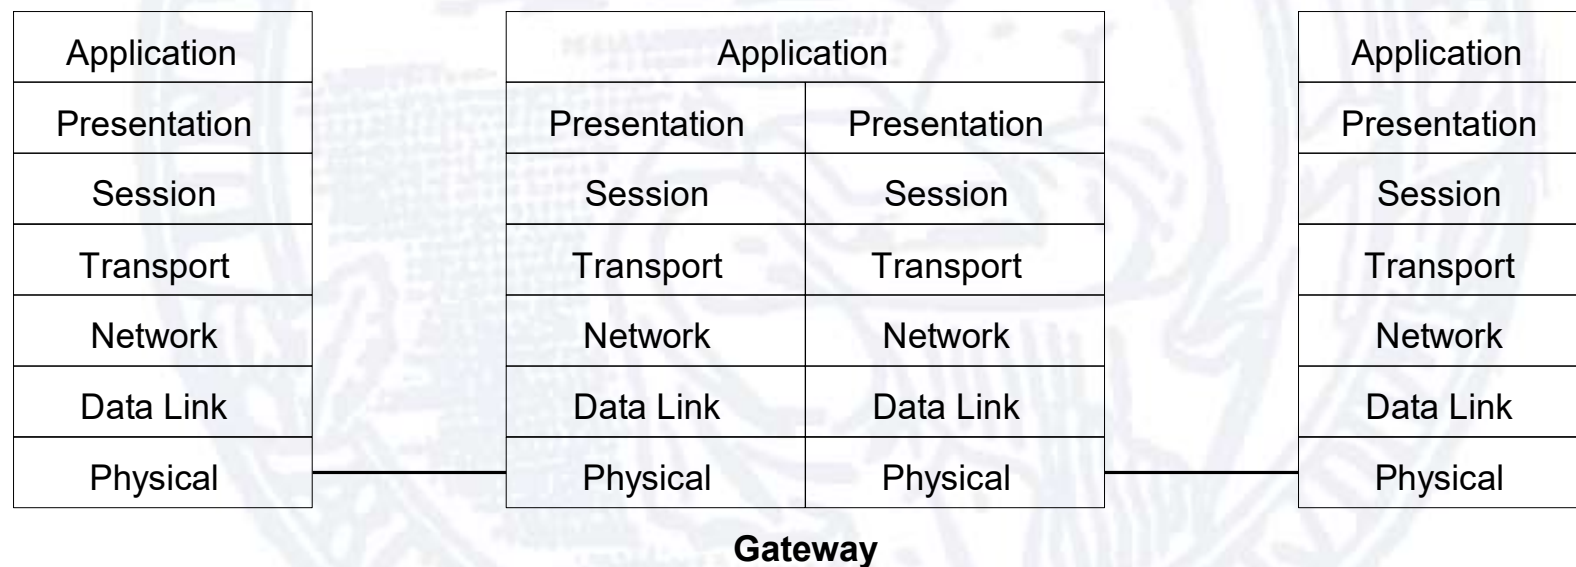 Application Application Application
Presentation Presentation Presentation Presentation
Session Session Session Session
Transport Transport Transport Transport
Network Network Network Network
Data Link Data Link Data Link Data Link
Physical Physical Physical Physical
Gateway